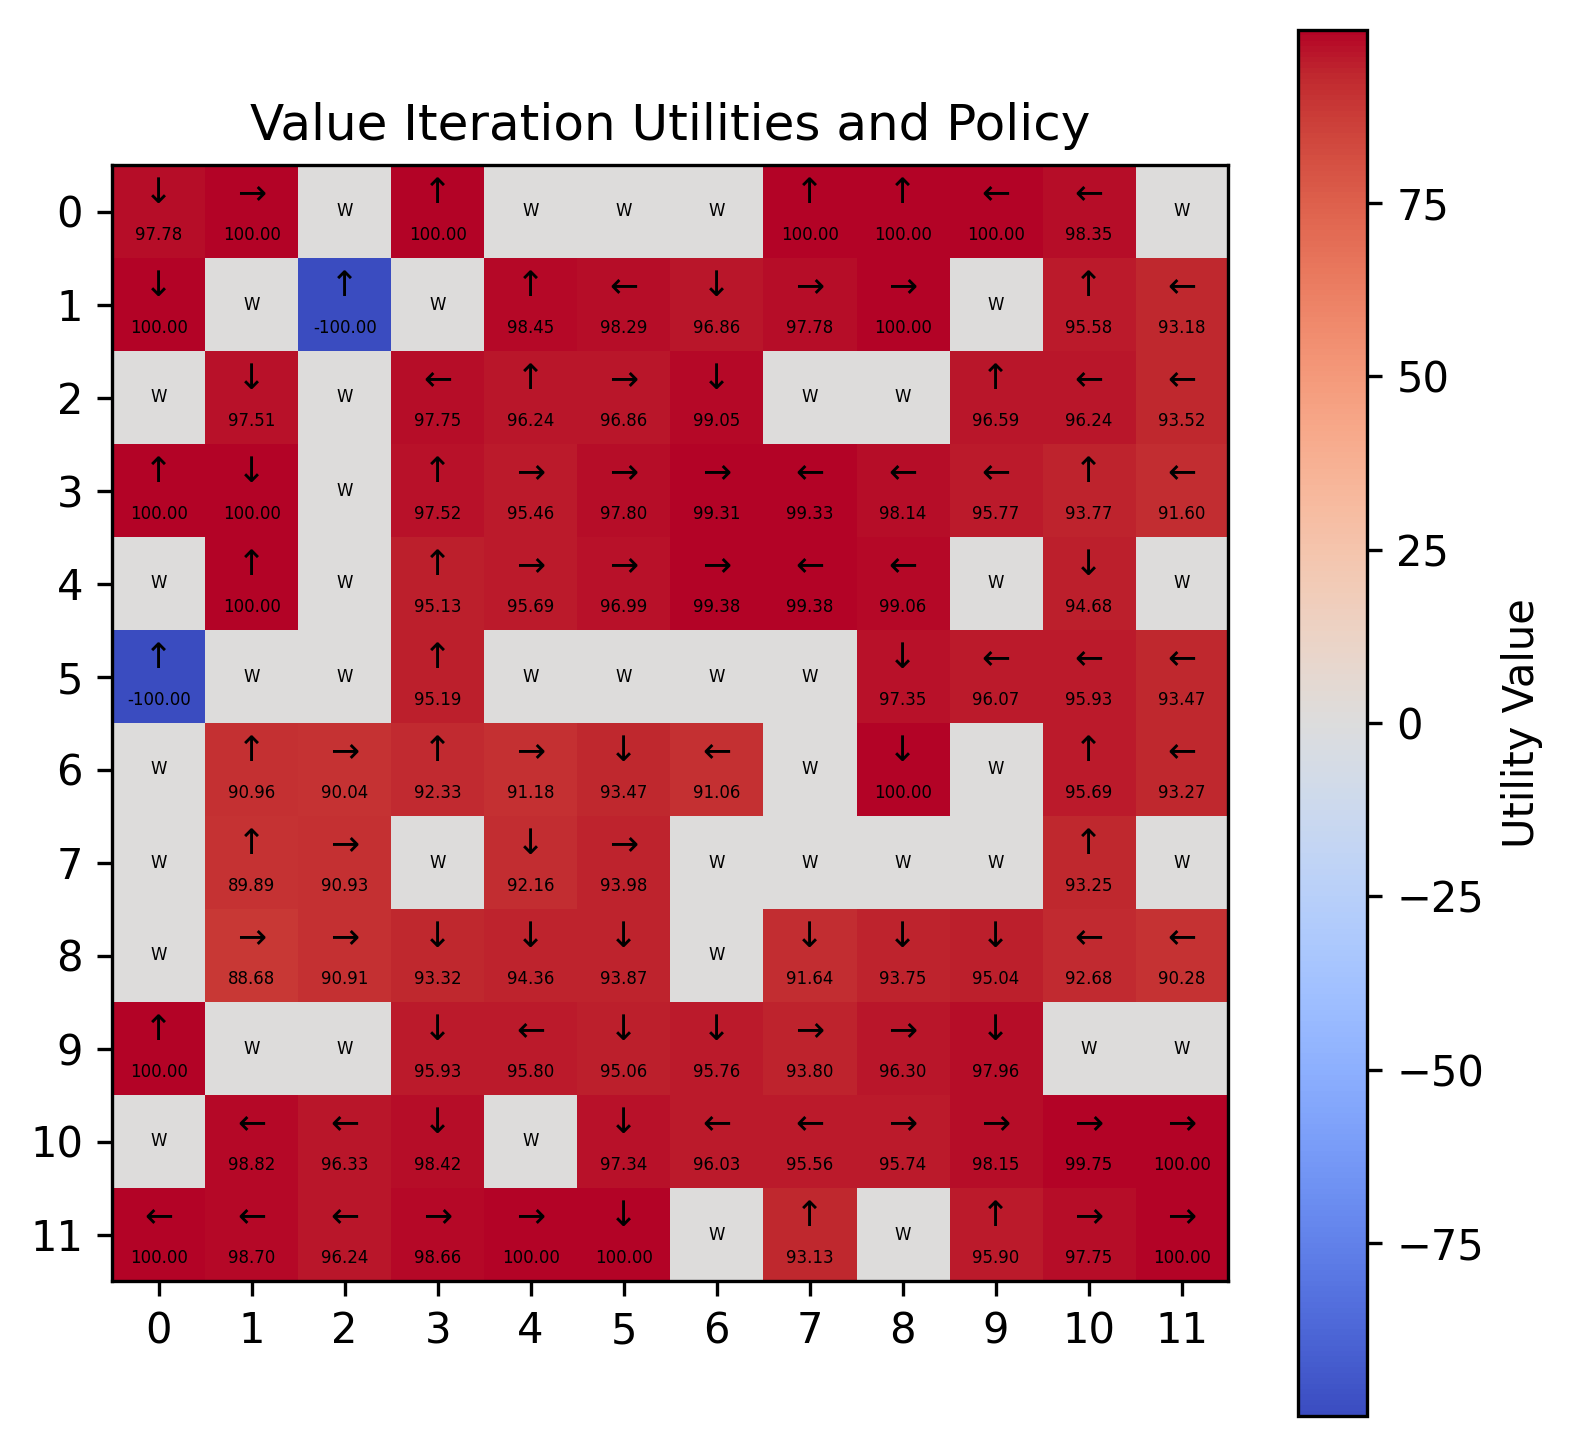 Value Iteration Utilities and Policy
0 ↓ → W ↑ W W W ↑ ↑ ← ← W
97.78 100.00 100.00 100.00 100.00 100.00 98.35
1 ↓ W ↑ W ↑ ← ↓ → → W ↑ ←
100.00 -100.00 98.45 98.29 96.86 97.78 100.00 95.58 93.18
2 W ↓ W ← ↑ → ↓ W W ↑ ← ←
97.51 97.75 96.24 96.86 99.05 96.59 96.24 93.52
3 ↑ ↓ W ↑ → → → ← ← ← ↑ ←
100.00 100.00 97.52 95.46 97.80 99.31 99.33 98.14 95.77 93.77 91.60
4 W ↑ W ↑ → → → ← ← W ↓ W
100.00 95.13 95.69 96.99 99.38 99.38 99.06 94.68
5 ↑ W W ↑ W W W W ↓ ← ← ←
-100.00 95.19 97.35 96.07 95.93 93.47
6 W ↑ → ↑ → ↓ ← W ↓ W ↑ ←
90.96 90.04 92.33 91.18 93.47 91.06 100.00 95.69 93.27
7 W ↑ → W ↓ → W W W W ↑ W
89.89 90.93 92.16 93.98 93.25
8 W → → ↓ ↓ ↓ W ↓ ↓ ↓ ← ←
88.68 90.91 93.32 94.36 93.87 91.64 93.75 95.04 92.68 90.28
9 ↑ W W ↓ ← ↓ ↓ → → ↓ W W
100.00 95.93 95.80 95.06 95.76 93.80 96.30 97.96
10 W ← ← ↓ W ↓ ← ← → → → →
98.82 96.33 98.42 97.34 96.03 95.56 95.74 98.15 99.75 100.00
11 ← ← ← → → ↓ W ↑ W ↑ → →
100.00 98.70 96.24 98.66 100.00 100.00 93.13 95.90 97.75 100.00
0 1 2 3 4 5 6 7 8 9 10 11
75
50
25
0
−25
−50
−75
Utility Value